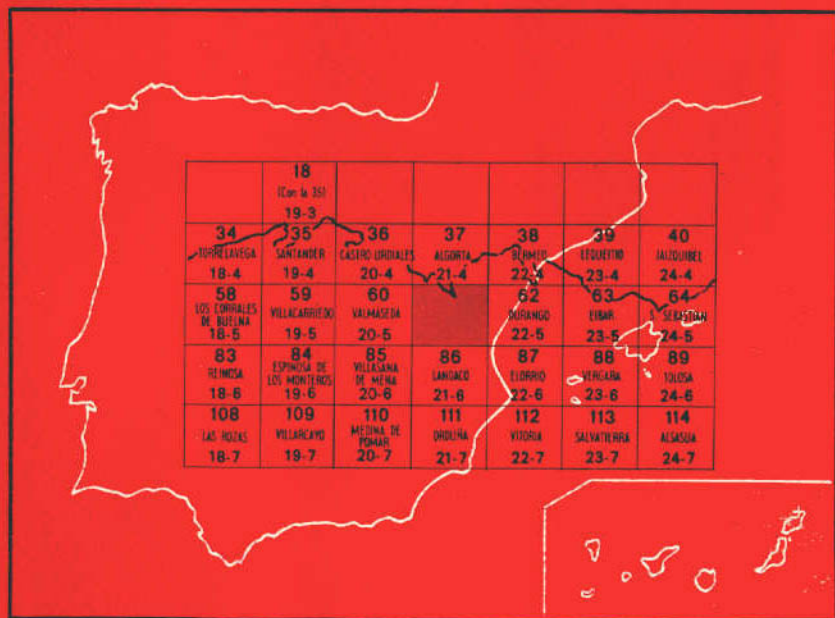 18
(Con la 35)
19-3
34
TORRELAVEGA
18-4
35
SANTANDER
19-4
36
CASTRO URDIALES
20-4
37
ALGORTA
21-4
38
BERMEO
22-4
39
LEQUEITIO
23-4
40
JAIZQUIBEL
24-4
58
LOS CORRALES
DE BUELNA
18-5
59
VILLACARRIEDO
19-5
60
VALMASEDA
20-5
62
DURANGO
22-5
63
EIBAR
23-5
64
S. SEBASTIAN
24-5
83
REINOSA
18-6
84
ESPINOSA DE
LOS MONTEROS
19-6
85
VILLASANA
DE MENA
20-6
86
LANDACO
21-6
87
ELORRIO
22-6
88
VERGARA
23-6
89
TOLOSA
24-6
108
LAS ROZAS
18-7
109
VILLARCAYO
19-7
110
MEDINA DE
POMAR
20-7
111
ORDUÑA
21-7
112
VITORIA
22-7
113
SALVATIERRA
23-7
114
ALSASUA
24-7